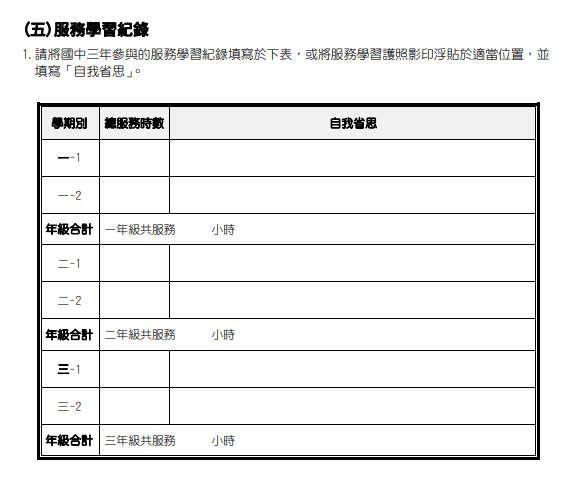 (五)服務學習紀錄
1.請將國中三年參與的服務學習紀錄填寫於下表，或將服務學習護照影印浮貼於適當位置，並
填寫「自我省思」。
學期別 總服務時數 自我省思
一-1
一-2
年級合計 一年級共服務 小時
二-1
二-2
年級合計 二年級共服務 小時
三-1
三-2
年級合計 三年級共服務 小時